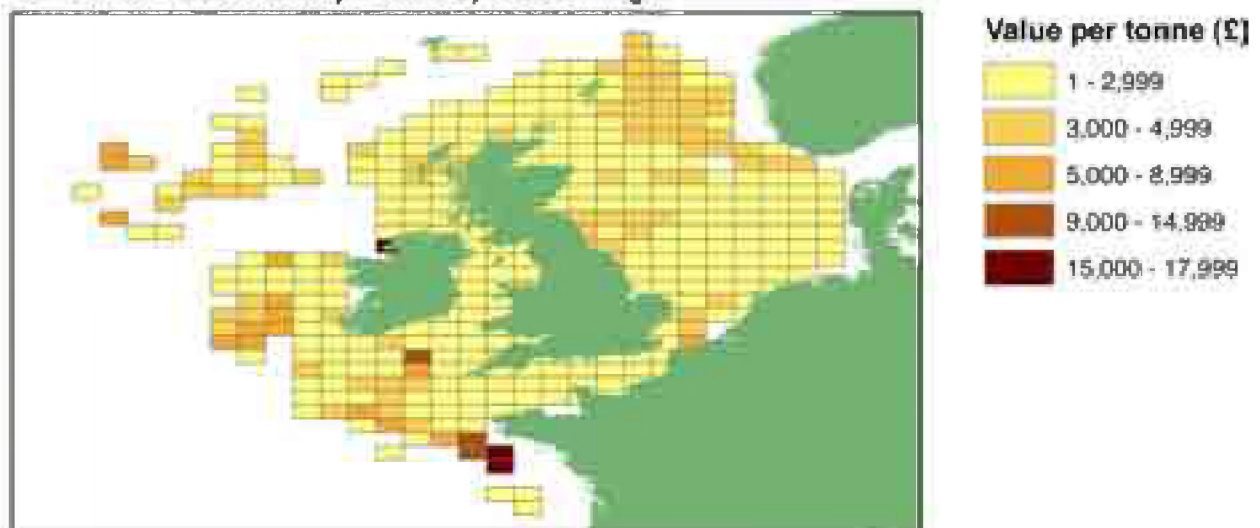 Value per tonne (£)
1 - 2,999
3,000 - 4,999
5,000 - 8,999
9,000 - 14,999
15,000 - 17,999